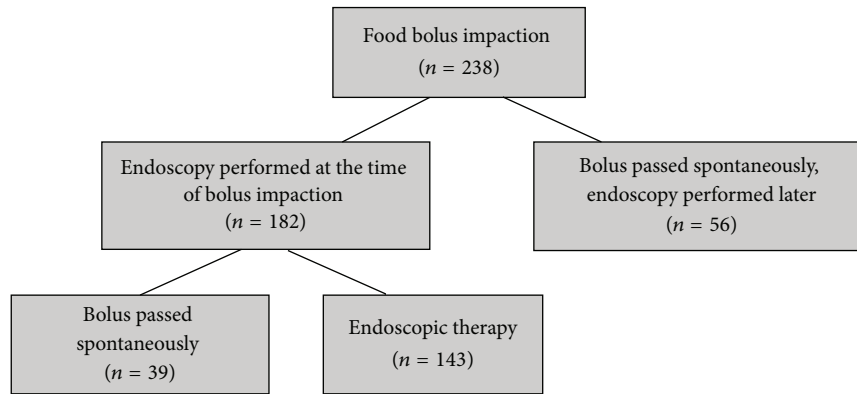 Food bolus impaction
(n = 238)
Endoscopy performed at the time
of bolus impaction
(n = 182)
Bolus passed spontaneously,
endoscopy performed later
(n = 56)
Bolus passed
spontaneously
(n = 39)
Endoscopic therapy
(n = 143)